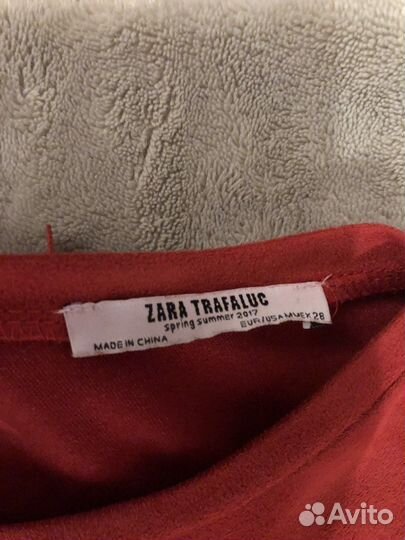 ZARA TRAFALUC
spring summer 2017
MADE IN CHINA
EUR/USA M MEX 28
Avito